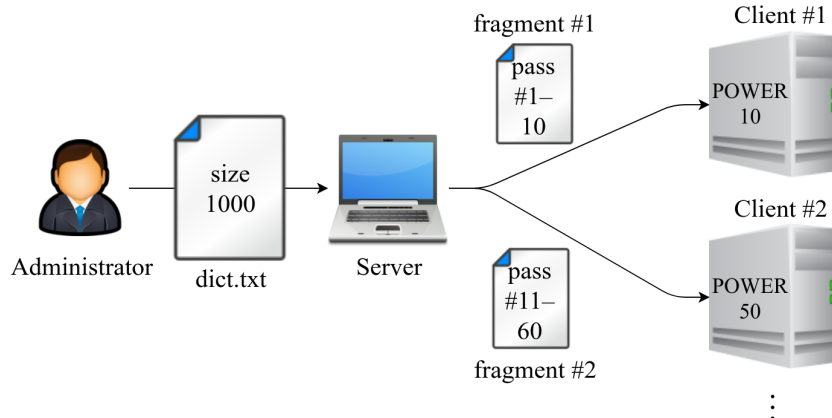 Client #1
fragment #1
pass
#1–
10
POWER
10
size
1000
Client #2
Administrator
dict.txt
Server
pass
#11–
60
POWER
50
fragment #2
⋮